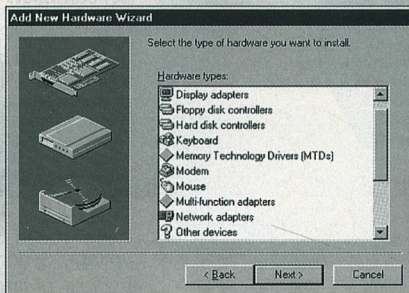 Add New Hardware Wizard
Select the type of hardware you want to install.
Hardware types:
Display adapters
Floppy disk controllers
Hard disk controllers
Keyboard
Memory Technology Drivers (MTDs)
Modem
Mouse
Multi-function adapters
Network adapters
Other devices
< Back
Next >
Cancel